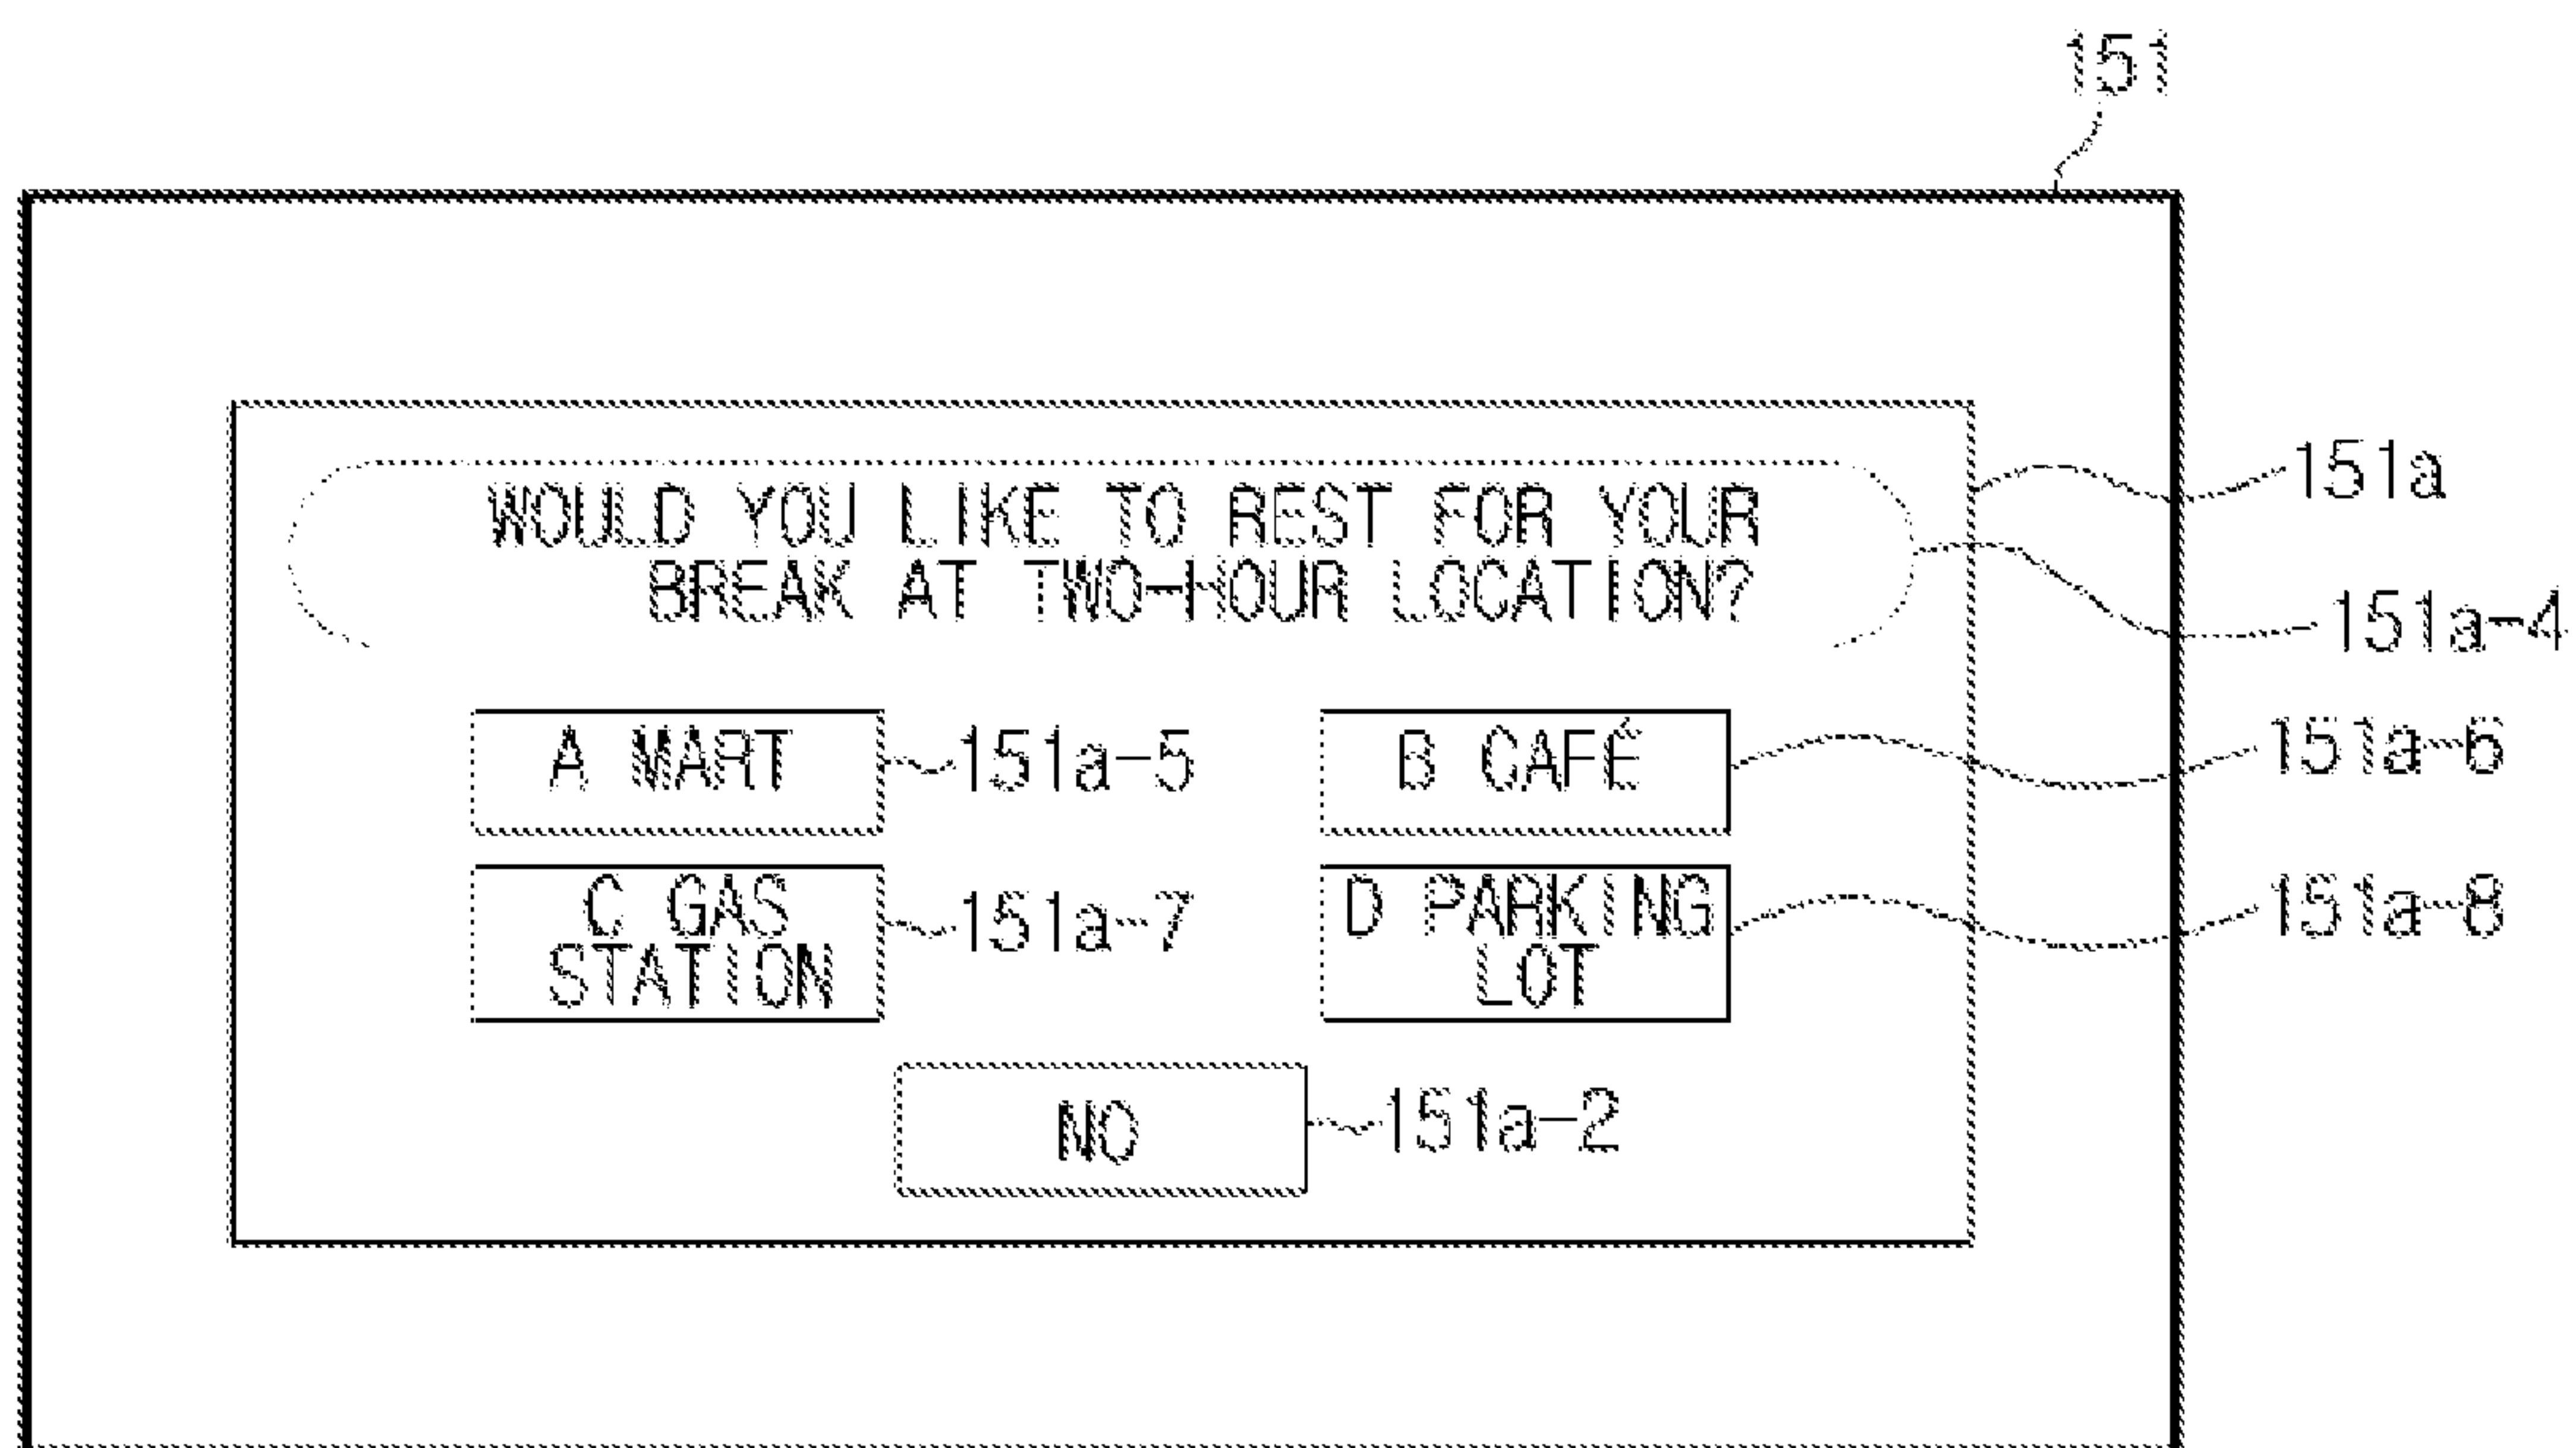 151
WOULD YOU LIKE TO REST FOR YOUR
BREAK AT TWO-HOUR LOCATION?
151a
151a-4
A MART
151a-5
B CAFÉ
151a-6
C GAS
STATION
151a-7
D PARKING
LOT
151a-8
NO
151a-2